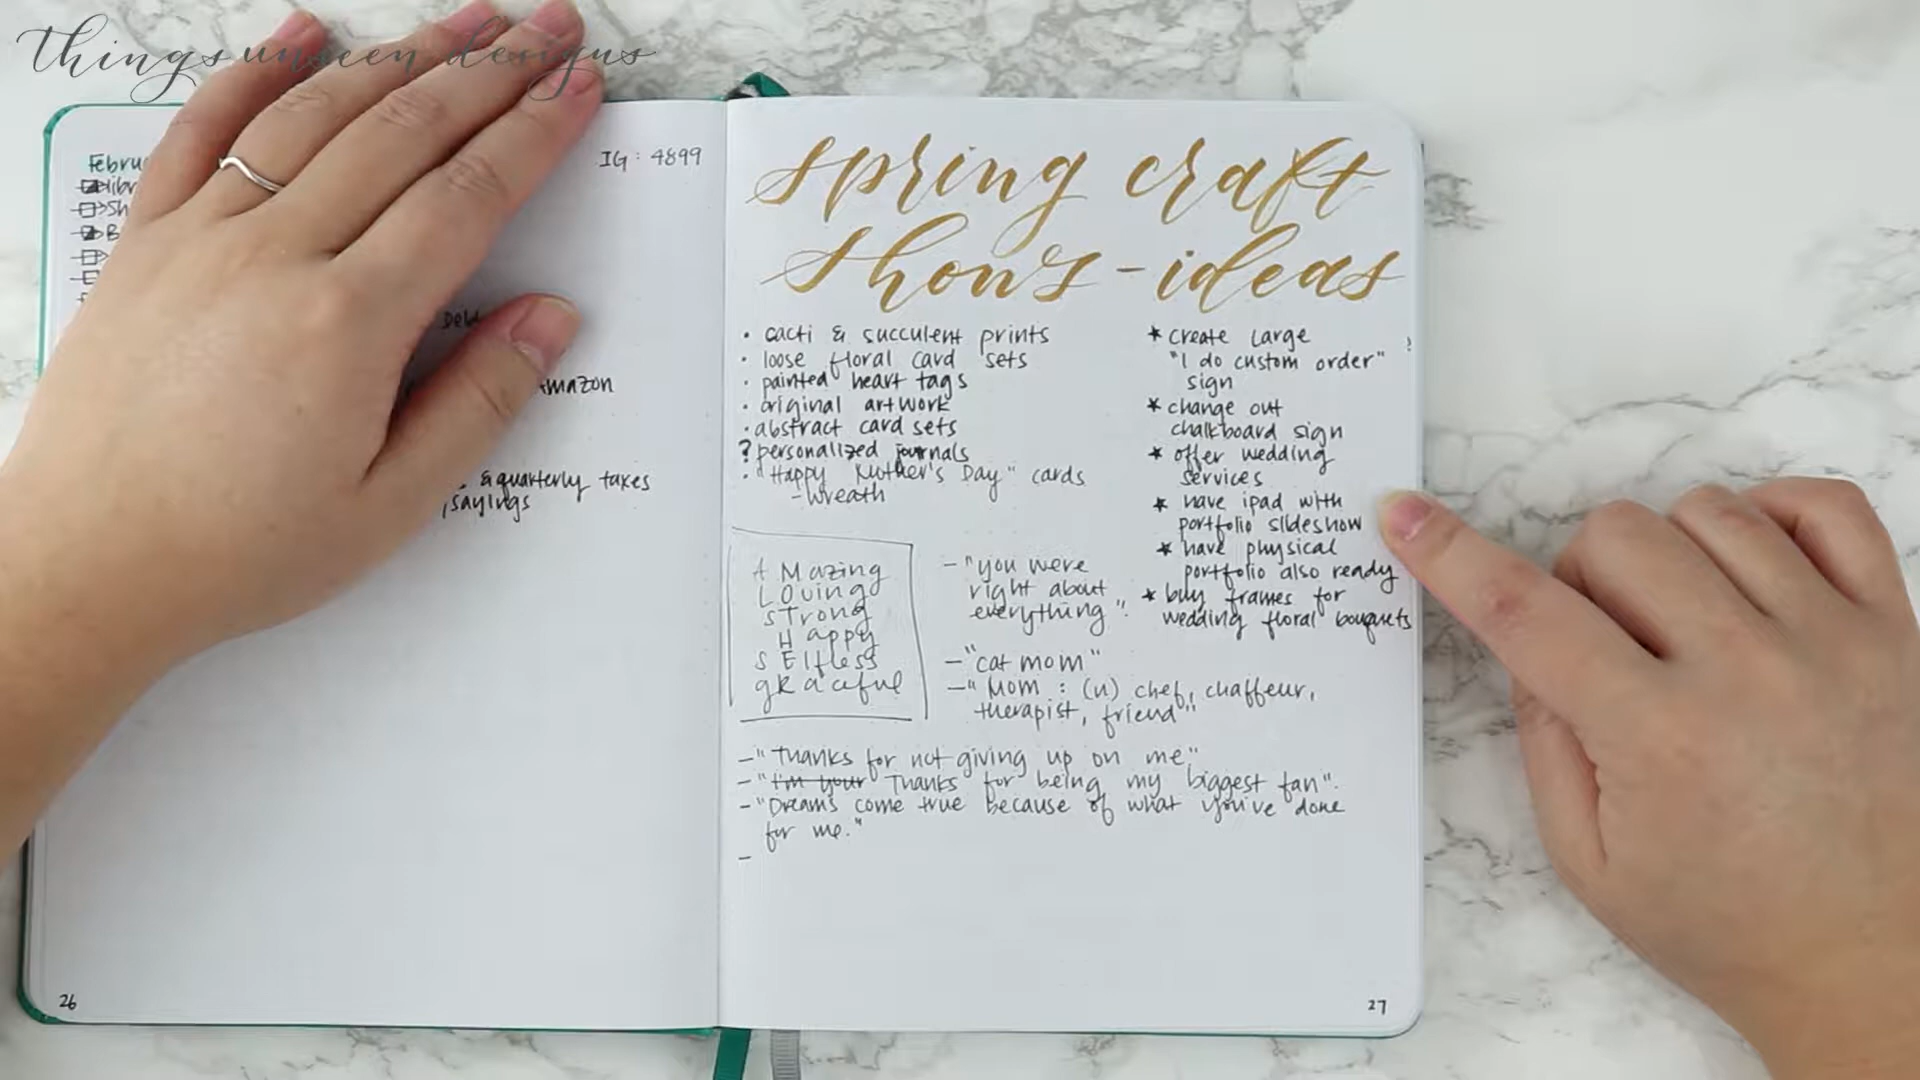 things unseen designs
IG: 4899
Amazon
& quarterly taxes
sayings
26
spring craft
shows - ideas
• cacti & succulent prints
• loose floral card sets
• painted heart tags
• original artwork
• abstract card sets
? personalized journals
• "Happy Mother's Day" cards
- wreath
★ create large
"I do custom order"
sign
★ change out
chalkboard sign
★ offer wedding
services
★ have ipad with
portfolio slideshow
★ have physical
portfolio also ready
★ buy frames for
wedding floral bouquets
AMazing
LOving
sTrong
Happy
sElfless
gRaceful
- "you were
right about
everything".
- "cat mom"
- "Mom : (n) chef, chauffeur,
therapist, friend"
- "Thanks for not giving up on me"
- "I'm your Thanks for being my biggest fan".
- "Dreams come true because of what you've done
for me."
-
27